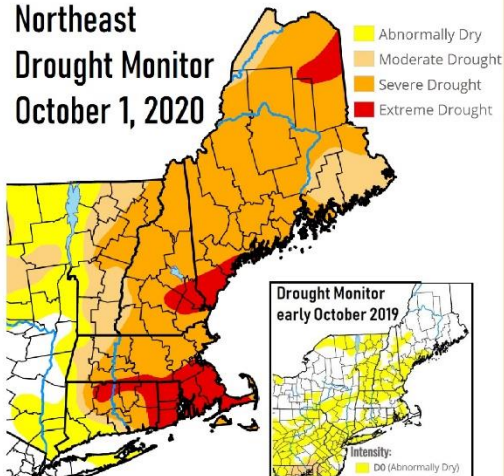 Northeast
Drought Monitor
October 1, 2020
Abnormally Dry
Moderate Drought
Severe Drought
Extreme Drought
Drought Monitor
early October 2019
Intensity:
D0 (Abnormally Dry)